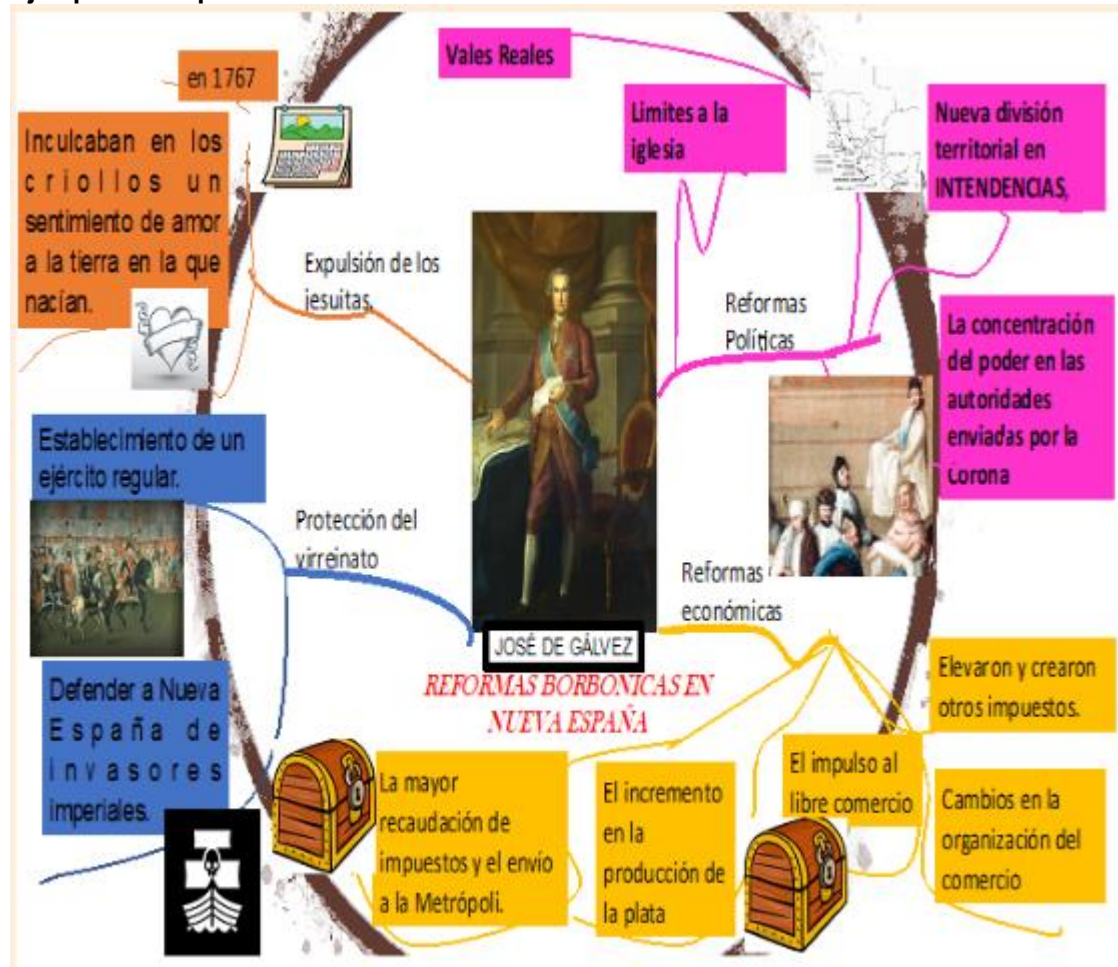 en 1767
Inculcaban en los
criollos un
sentimiento de amor
a la tierra en la que
nacían.
Expulsión de los
jesuitas,
Vales Reales
Limites a la
iglesia
Nueva división
territorial en
INTENDENCIAS,
Reformas
Políticas
La concentración
del poder en las
autoridades
enviadas por la
Corona
Establecimiento de un
ejército regular.
Protección del
virreinato
Defender a Nueva
España de
invasores
imperiales.
JOSÉ DE GÁLVEZ
REFORMAS BORBONICAS EN
NUEVA ESPAÑA
Reformas
económicas
Elevaron y crearon
otros impuestos.
El impulso al
libre comercio
Cambios en la
organización del
comercio
El incremento
en la
producción de
la plata
La mayor
recaudación de
impuestos y el envío
a la Metrópoli.